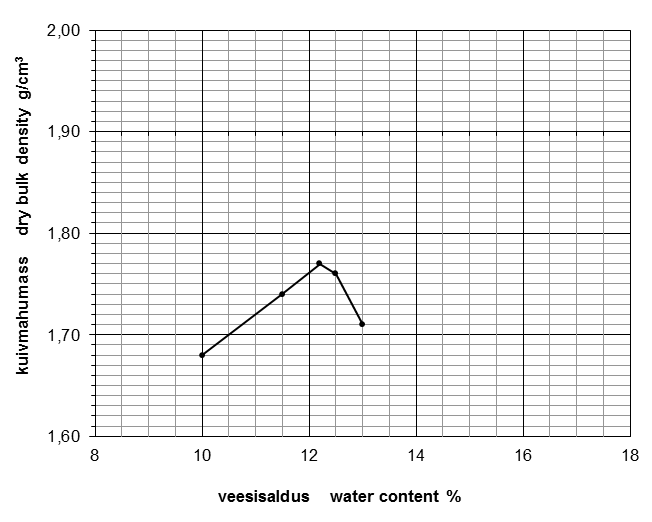 2,00
1,90
1,80
1,70
1,60
kuivmahumass dry bulk density g/cm³
8 10 12 14 16 18
veesisaldus water content %